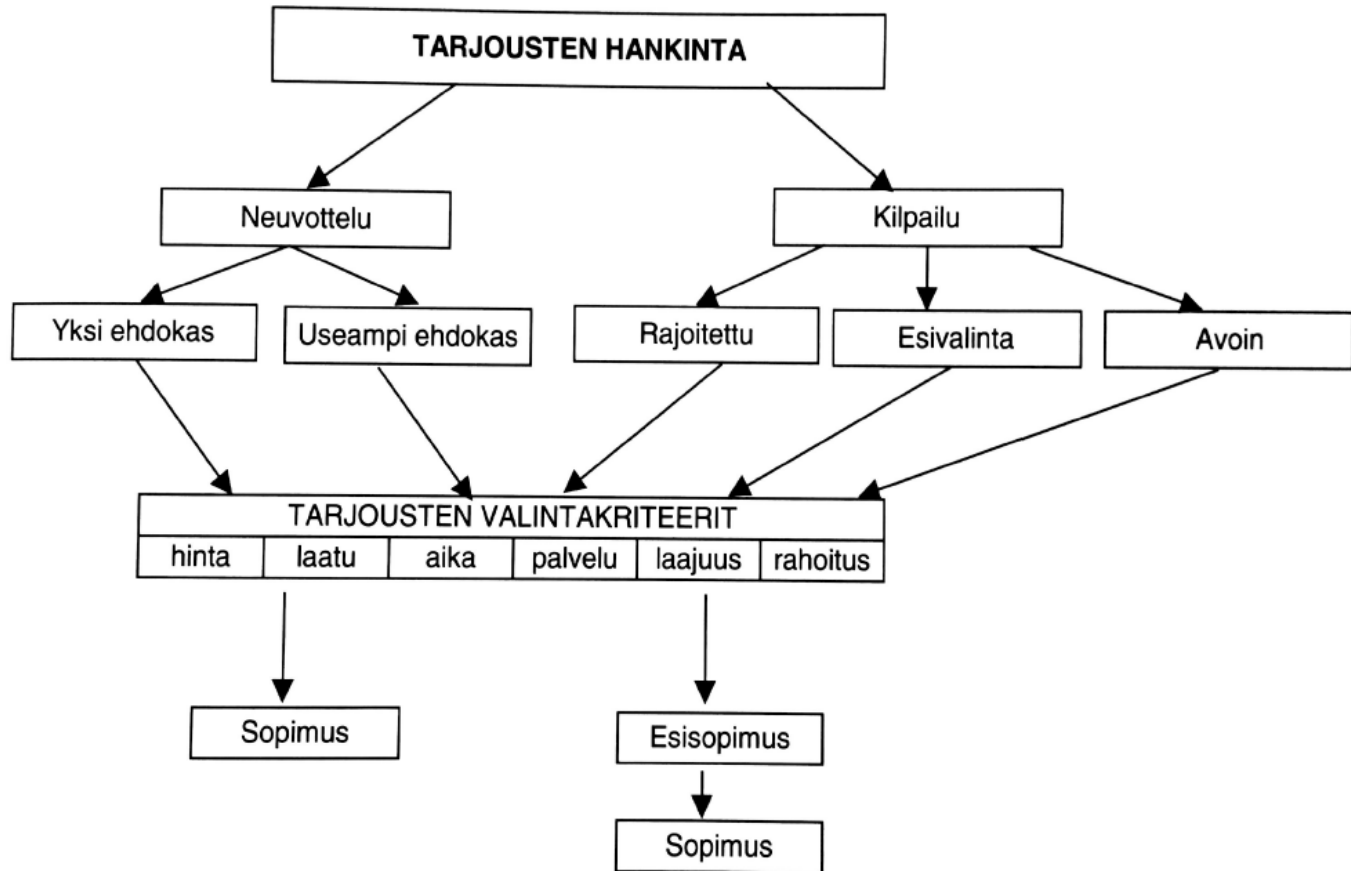 TARJOUSTEN HANKINTA
Neuvottelu
Kilpailu
Yksi ehdokas
Useampi ehdokas
Rajoitettu
Esivalinta
Avoin
TARJOUSTEN VALINTAKRITEERIT
hinta laatu aika palvelu laajuus rahoitus
Sopimus
Esisopimus
Sopimus